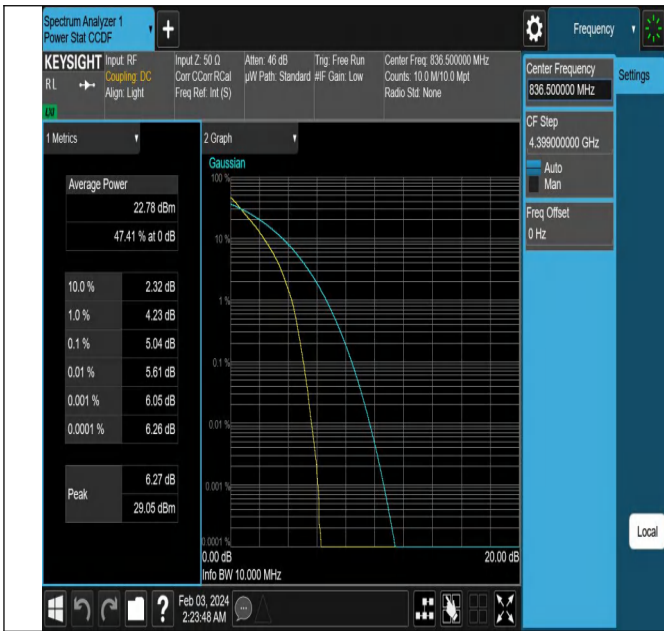 Spectrum Analyzer 1
Power Stat CCDF
Frequency
KEYSIGHT
RL
LXI
Input: RF
Coupling: DC
Align: Light
Input Z: 50 Ω
Corr CCorr RCal
Freq Ref: Int (S)
Atten: 46 dB
µW Path: Standard
Trig: Free Run
#IF Gain: Low
Center Freq: 836.500000 MHz
Counts: 10.0 M/10.0 Mpt
Radio Std: None
Center Frequency
836.500000 MHz
Settings
CF Step
4.399000000 GHz
Auto
Man
Freq Offset
0 Hz
1 Metrics
Average Power
22.78 dBm
47.41 % at 0 dB
10.0 % 2.32 dB
1.0 % 4.23 dB
0.1 % 5.04 dB
0.01 % 5.61 dB
0.001 % 6.05 dB
0.0001 % 6.26 dB
Peak
6.27 dB
29.05 dBm
2 Graph
Gaussian
100 %
10 %
1 %
0.1 %
0.01 %
0.001 %
0.0001 %
0.00 dB
20.00 dB
Info BW 10.000 MHz
Local
Feb 03, 2024
2:23:48 AM